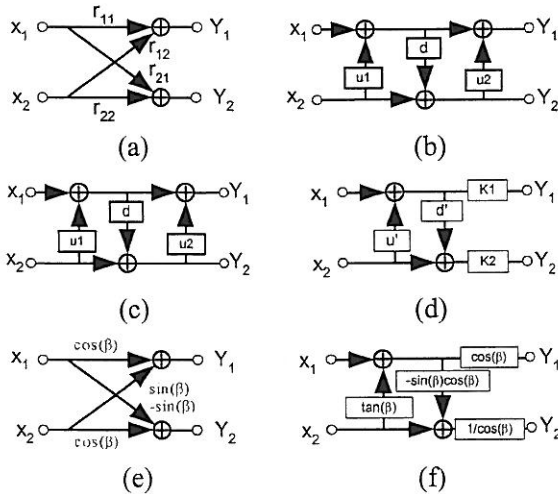 x1 r11 Y1
r12
r21
x2 r22 Y2
(a)
x1 Y1
d
u1 u2
x2 Y2
(b)
x1 Y1
d
u1 u2
x2 Y2
(c)
x1 K1 Y1
d'
u'
x2 K2 Y2
(d)
x1 cos(β) Y1
sin(β)
-sin(β)
x2 cos(β) Y2
(e)
x1 cos(β) Y1
-sin(β)cos(β)
tan(β)
x2 1/cos(β) Y2
(f)